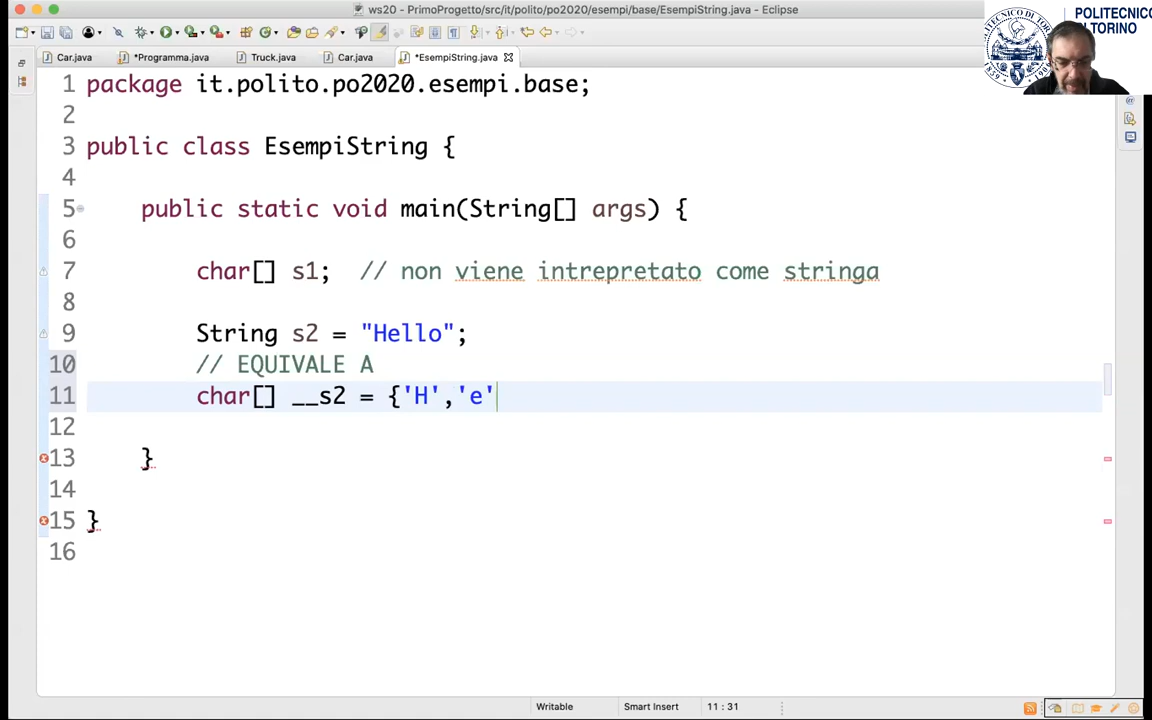 ws20 - PrimoProgetto/src/it/polito/po2020/esempi/base/EsempiString.java - Eclipse
POLITECNICO
DI TORINO
Car.java
*Programma.java
Truck.java
Car.java
*EsempiString.java
1 package it.polito.po2020.esempi.base;
2
3 public class EsempiString {
4
5 public static void main(String[] args) {
6
7 char[] s1; // non viene intrepretato come stringa
8
9 String s2 = "Hello";
10 // EQUIVALE A
11 char[] __s2 = {'H','e'
12
13 }
14
15 }
16
Writable
Smart Insert
11 : 31